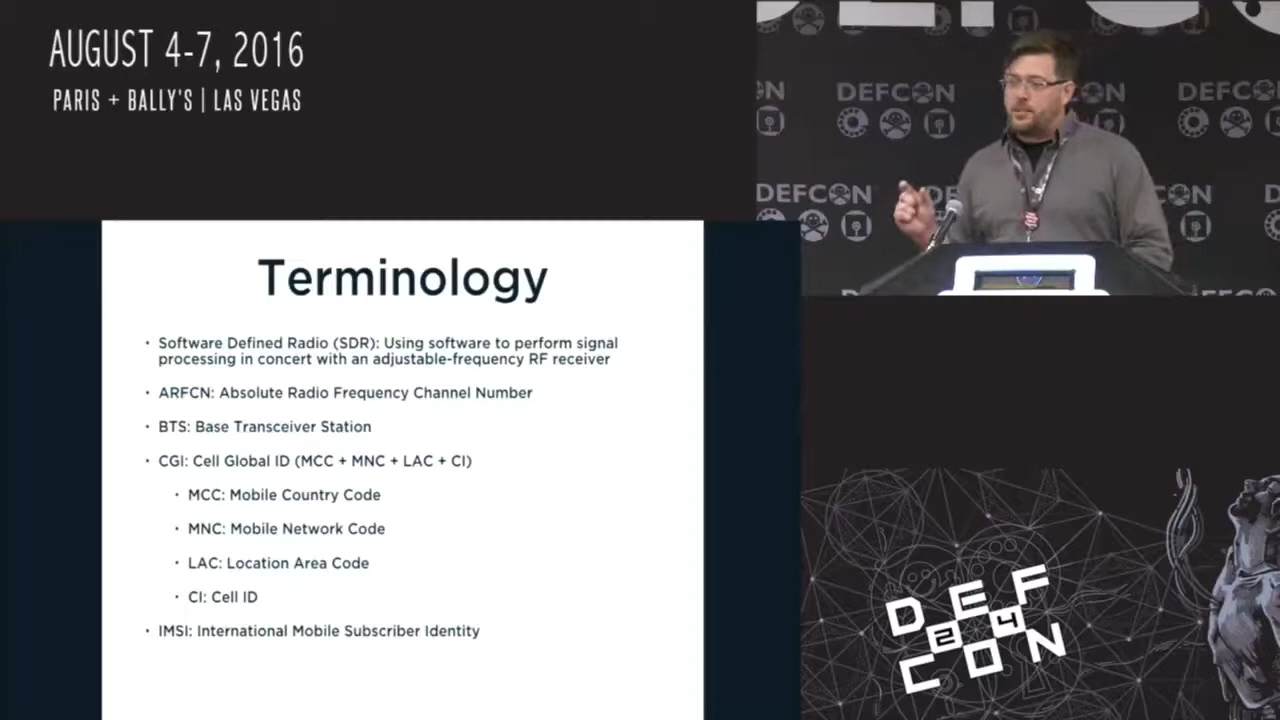 AUGUST 4-7, 2016
PARIS + BALLY'S | LAS VEGAS
DEFCON
DEFCON
DEFCON
Terminology
· Software Defined Radio (SDR): Using software to perform signal
processing in concert with an adjustable-frequency RF receiver
· ARFCN: Absolute Radio Frequency Channel Number
· BTS: Base Transceiver Station
· CGI: Cell Global ID (MCC + MNC + LAC + CI)
· MCC: Mobile Country Code
· MNC: Mobile Network Code
· LAC: Location Area Code
· CI: Cell ID
· IMSI: International Mobile Subscriber Identity
DEF
24
CON